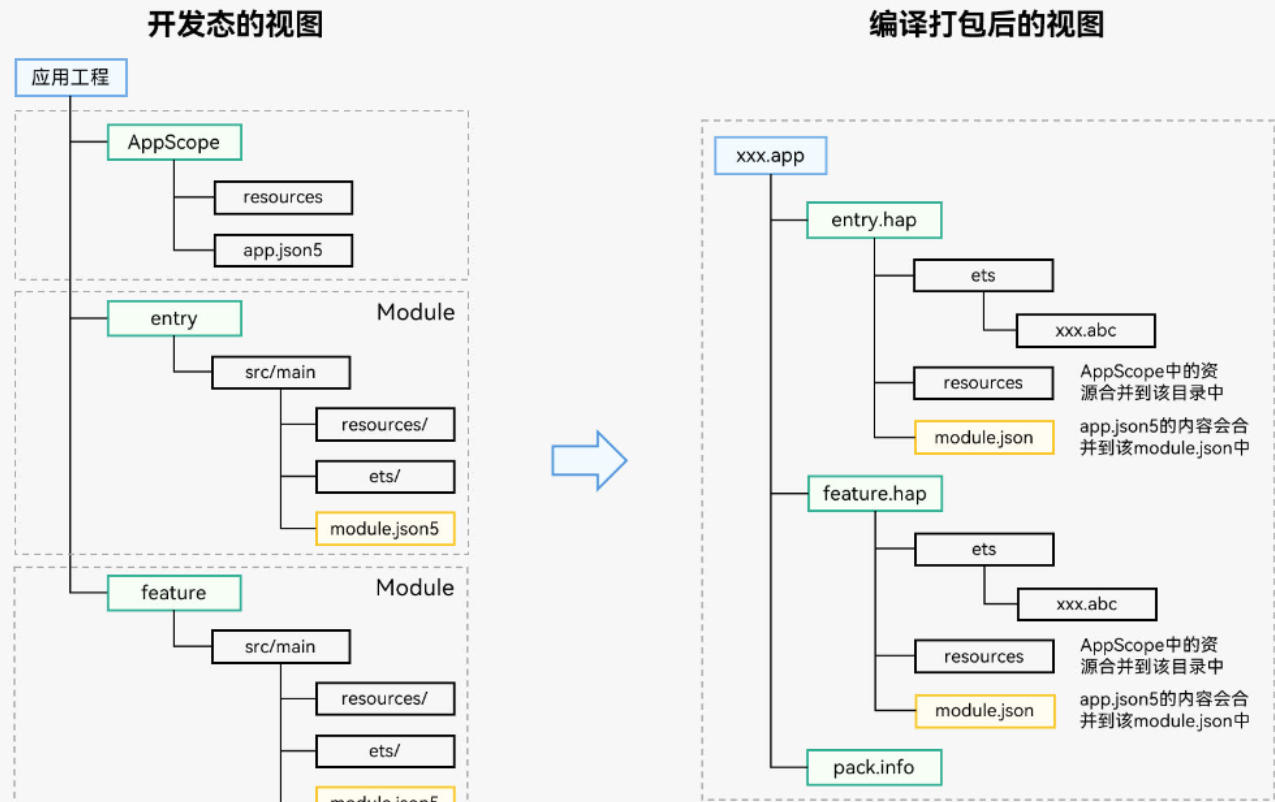 开发态的视图
应用工程
AppScope
resources
app.json5
Module
entry
src/main
resources/
ets/
module.json5
Module
feature
src/main
resources/
ets/
module.json5
编译打包后的视图
xxx.app
entry.hap
ets
xxx.abc
resources
AppScope中的资
源合并到该目录中
module.json
app.json5的内容会合
并到该module.json中
feature.hap
ets
xxx.abc
resources
AppScope中的资
源合并到该目录中
module.json
app.json5的内容会合
并到该module.json中
pack.info